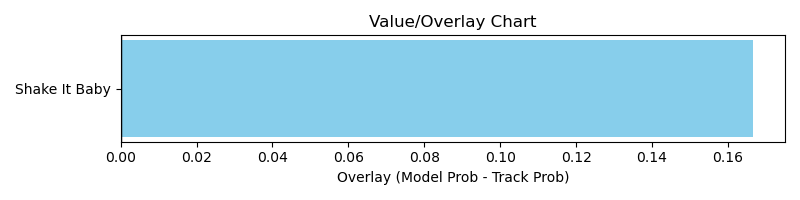 Value/Overlay Chart
Shake It Baby
0.00 0.02 0.04 0.06 0.08 0.10 0.12 0.14 0.16
Overlay (Model Prob - Track Prob)